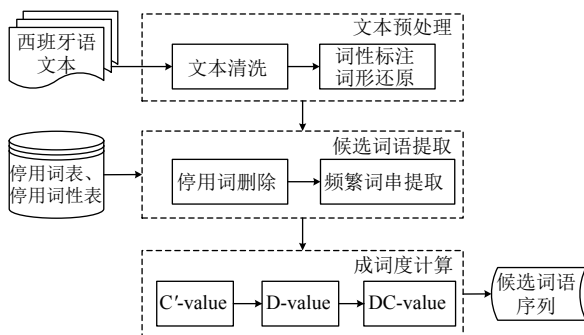 文本预处理
西班牙语
文本
文本清洗
词性标注
词形还原
候选词语提取
停用词表、
停用词性表
停用词删除
频繁词串提取
成词度计算
C′-value
D-value
DC-value
候选词语
序列